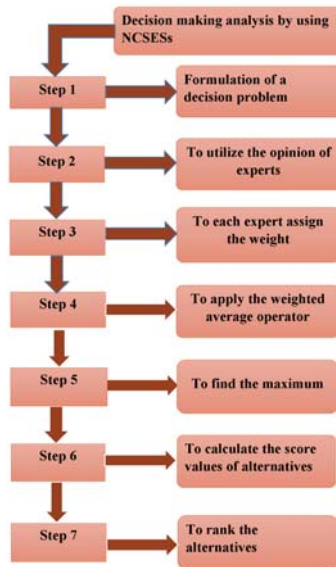 Decision making analysis by using
NCSESs
Step 1
Formulation of a
decision problem
Step 2
To utilize the opinion of
experts
Step 3
To each expert assign
the weight
Step 4
To apply the weighted
average operator
Step 5
To find the maximum
Step 6
To calculate the score
values of alternatives
Step 7
To rank the
alternatives